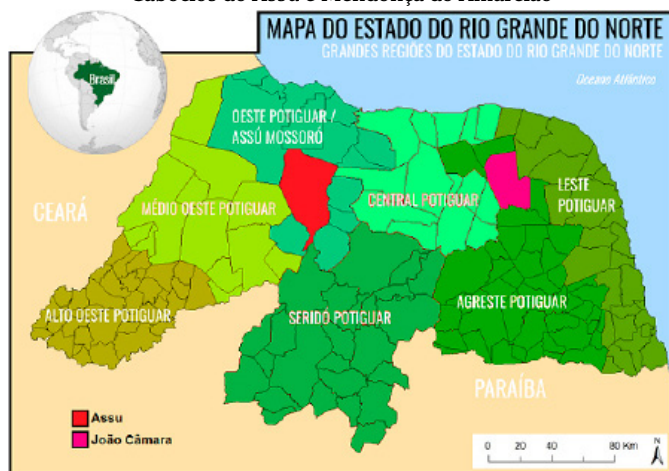 MAPA DO ESTADO DO RIO GRANDE DO NORTE
GRANDES REGIÕES DO ESTADO DO RIO GRANDE DO NORTE
Oceano Atlântico
Brasil
OESTE POTIGUAR /
ASSÚ MOSSORÓ
CEARÁ
MÉDIO OESTE POTIGUAR
CENTRAL POTIGUAR
LESTE
POTIGUAR
ALTO OESTE POTIGUAR
SERIDÓ POTIGUAR
AGRESTE POTIGUAR
PARAÍBA
Assu
João Câmara
0 20 40 80 Km
N